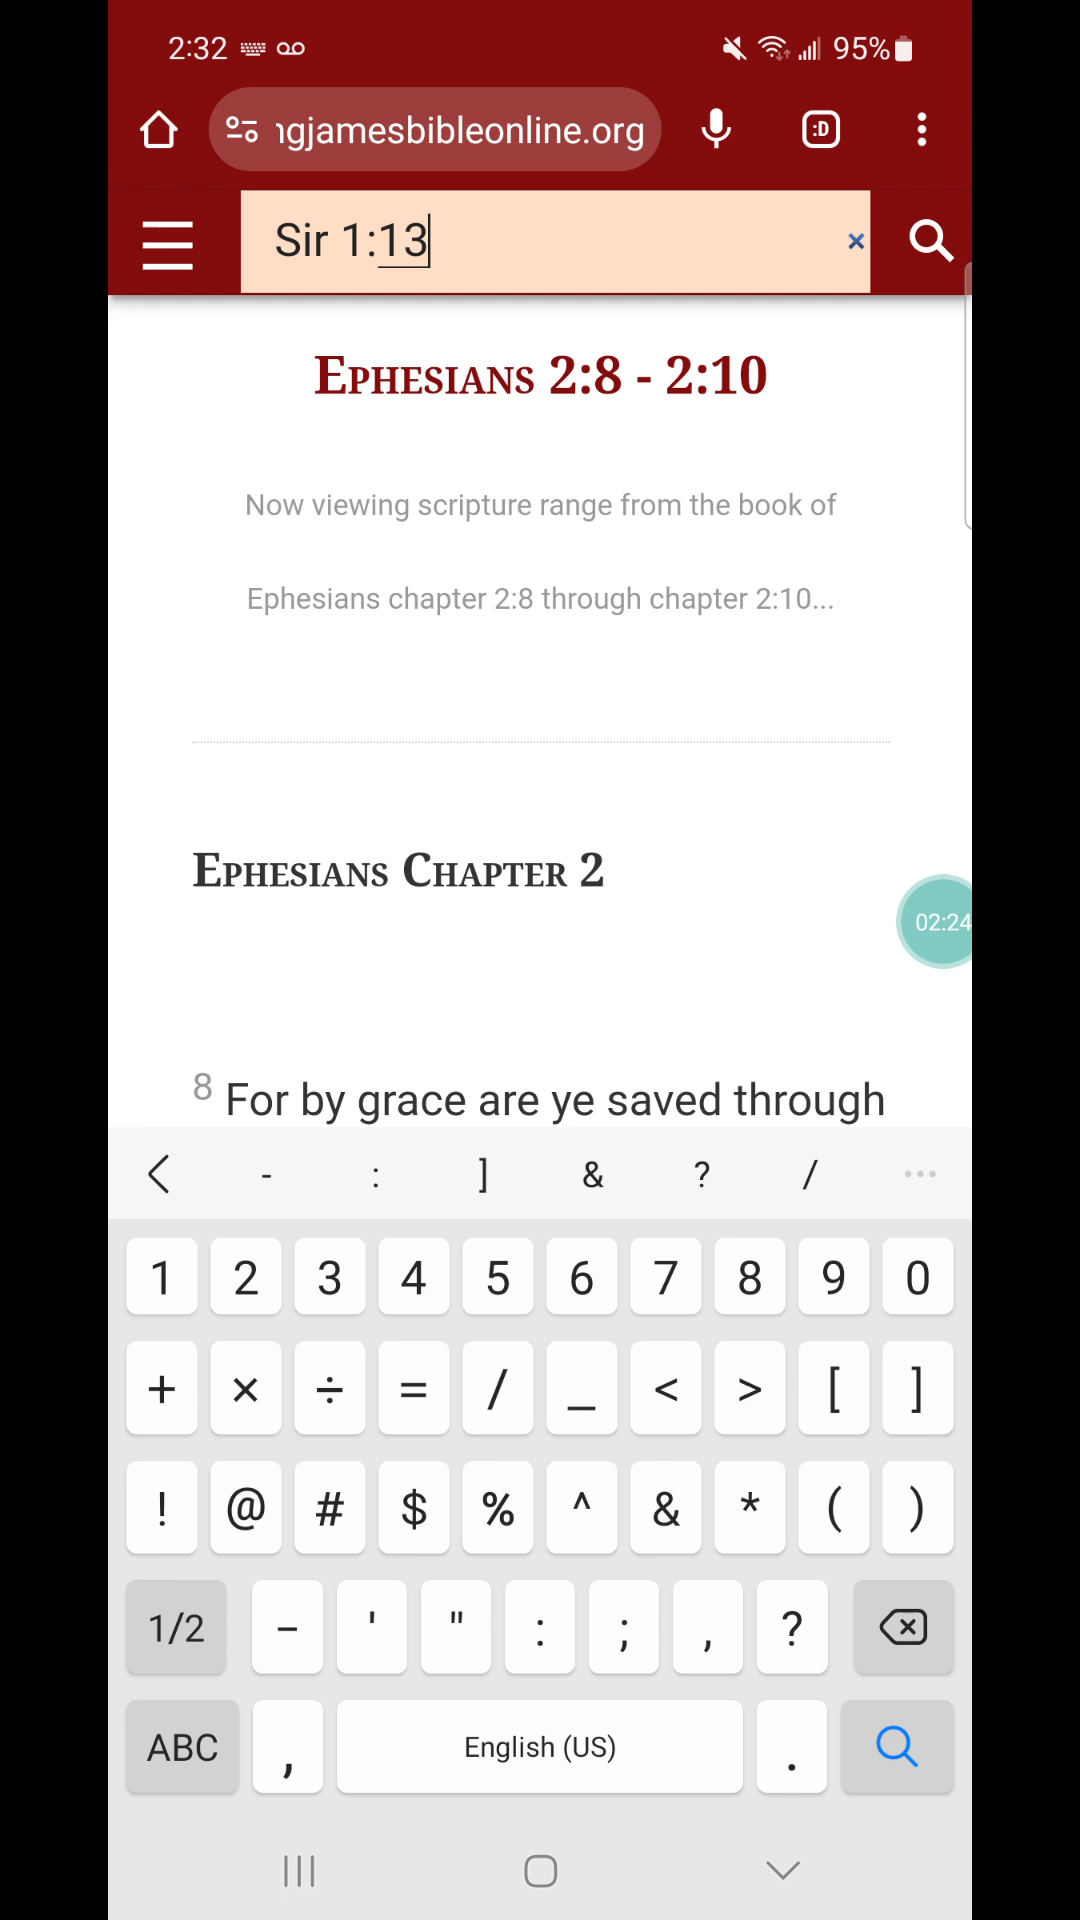 2:32 95%
ngjamesbibleonline.org :D
Sir 1:13 ×
Ephesians 2:8 - 2:10
Now viewing scripture range from the book of
Ephesians chapter 2:8 through chapter 2:10...
Ephesians Chapter 2
02:24
8 For by grace are ye saved through
- : ] & ? / ...
1 2 3 4 5 6 7 8 9 0
+ × ÷ = / _ < > [ ]
! @ # $ % ^ & * ( )
1/2 - ' " : ; , ?
ABC , English (US) .